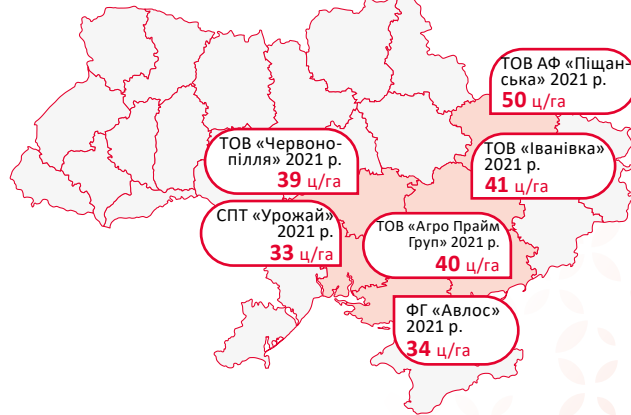 ТОВ АФ «Піщан-
ська» 2021 р.
50 ц/га
ТОВ «Червоно-
пілля» 2021 р.
39 ц/га
ТОВ «Іванівка»
2021 р.
41 ц/га
СПТ «Урожай»
2021 р.
33 ц/га
ТОВ «Агро Прайм
Груп» 2021 р.
40 ц/га
ФГ «Авлос»
2021 р.
34 ц/га